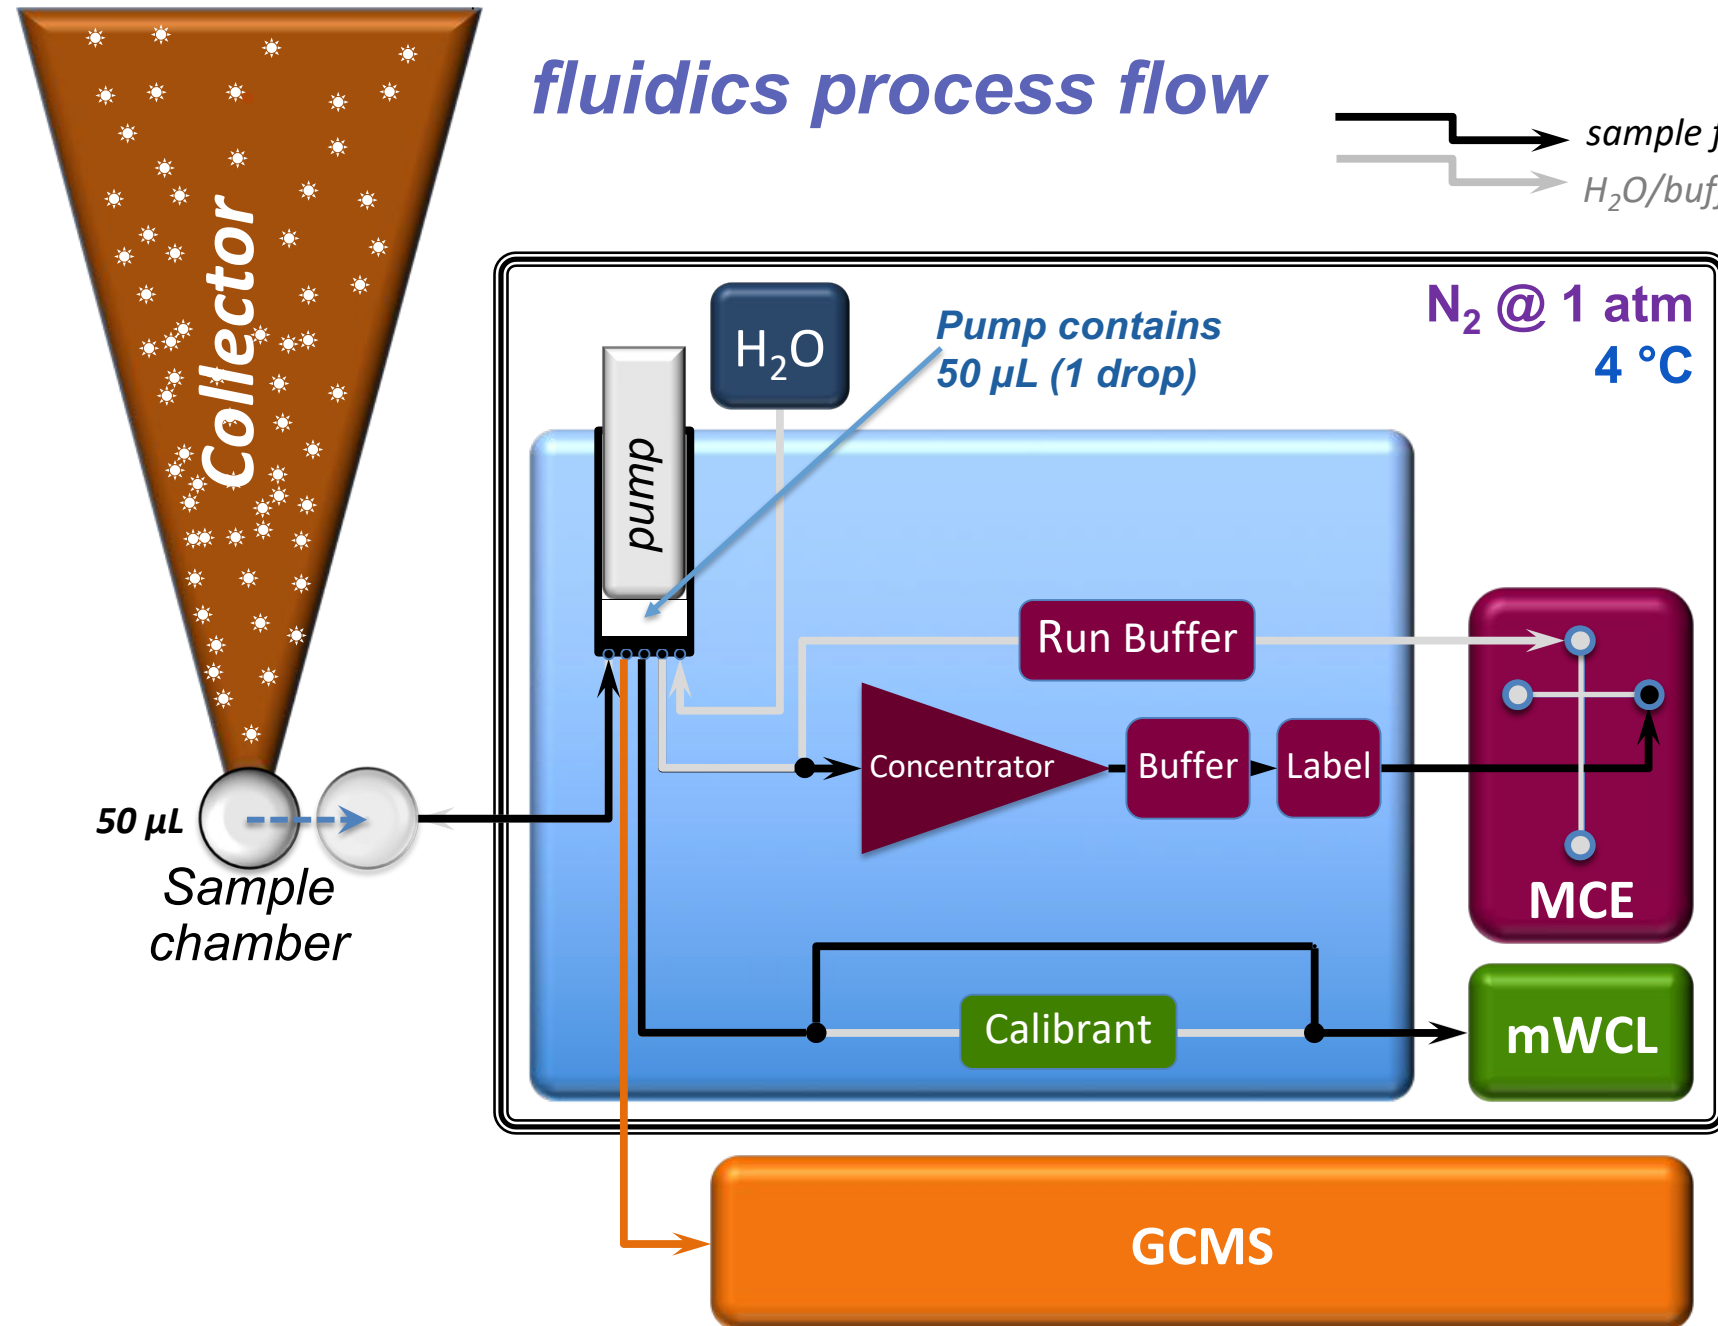 fluidics process flow
sample f
H₂O/buff
Collector
N₂ @ 1 atm
4 °C
H₂O
Pump contains
50 µL (1 drop)
pump
Run Buffer
Concentrator
Buffer
Label
MCE
50 µL
Sample
chamber
Calibrant
mWCL
GCMS